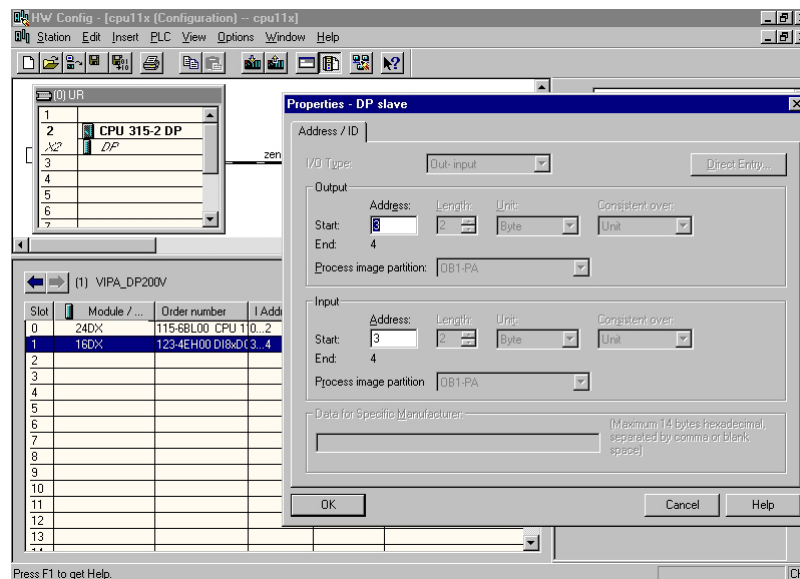 HW Config - [cpu11x (Configuration) -- cpu11x]
Station Edit Insert PLC View Options Window Help
(0) UR
1
2 CPU 315-2 DP
X2 DP
3
4
5
6
7
zen
Properties - DP slave
Address / ID
I/O Type: Out- input Direct Entry...
Output
Address: Length: Unit: Consistent over:
Start: 3 2 Byte Unit
End: 4
Process image partition: OB1-PA
Input
Address: Length: Unit: Consistent over:
Start: 3 2 Byte Unit
End: 4
Process image partition OB1-PA
Data for Specific Manufacturer:
(Maximum 14 bytes hexadecimal,
separated by comma or blank
space)
OK Cancel Help
(1) VIPA_DP200V
Slot Module / ... Order number I Add
0 24DX 115-6BL00 CPU 11 0...2
1 16DX 123-4EH00 DI8xD( 3...4
2
3
4
5
6
7
8
9
10
11
12
13
14
Press F1 to get Help.